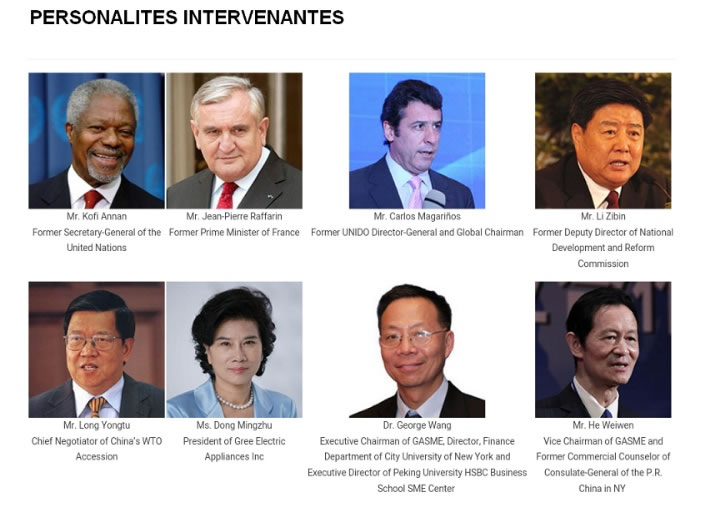 PERSONALITES INTERVENANTES
Mr. Kofi Annan
Former Secretary-General of the
United Nations
Mr. Jean-Pierre Raffarin
Former Prime Minister of France
Mr. Carlos Magariños
Former UNIDO Director-General and Global Chairman
Mr. Li Zibin
Former Deputy Director of National
Development and Reform
Commission
Mr. Long Yongtu
Chief Negotiator of China's WTO
Accession
Ms. Dong Mingzhu
President of Gree Electric
Appliances Inc
Dr. George Wang
Executive Chairman of GASME, Director, Finance
Department of City University of New York and
Executive Director of Peking University HSBC Business
School SME Center
Mr. He Weiwen
Vice Chairman of GASME and
Former Commercial Counselor of
Consulate-General of the P.R.
China in NY